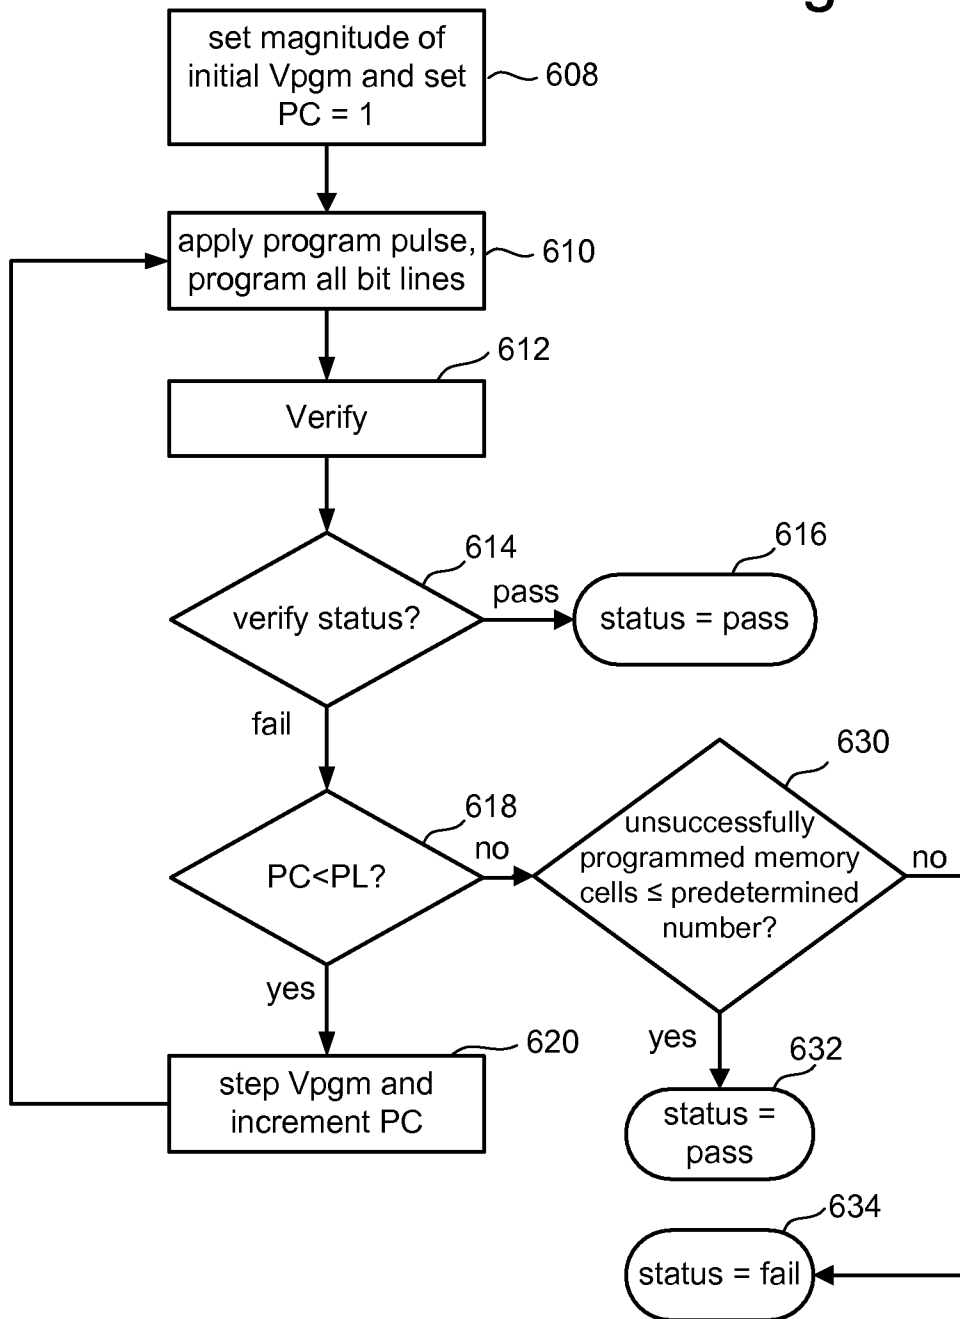 set magnitude of
initial Vpgm and set
PC = 1
608
apply program pulse,
program all bit lines
610
612
Verify
614
verify status?
pass
616
status = pass
fail
618
PC<PL?
no
630
unsuccessfully
programmed memory
cells ≤ predetermined
number?
no
yes
620
step Vpgm and
increment PC
yes
632
status =
pass
634
status = fail